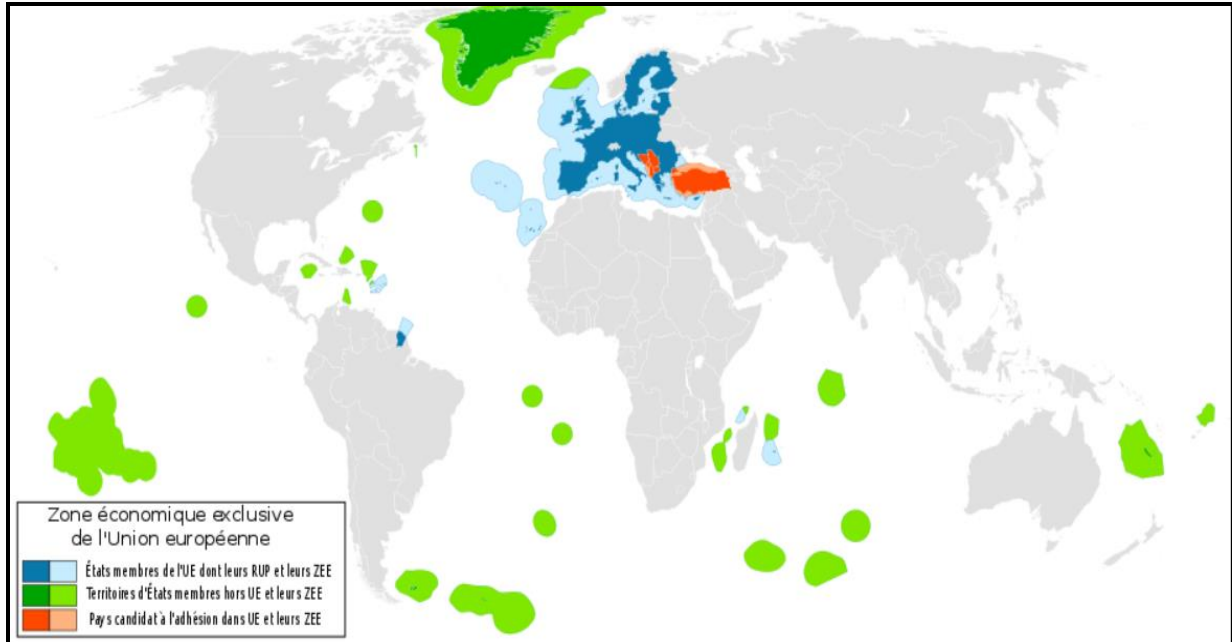 Zone économique exclusive
de l'Union européenne
États membres de l'UE dont leurs RUP et leurs ZEE
Territoires d'États membres hors UE et leurs ZEE
Pays candidat à l'adhésion dans UE et leurs ZEE